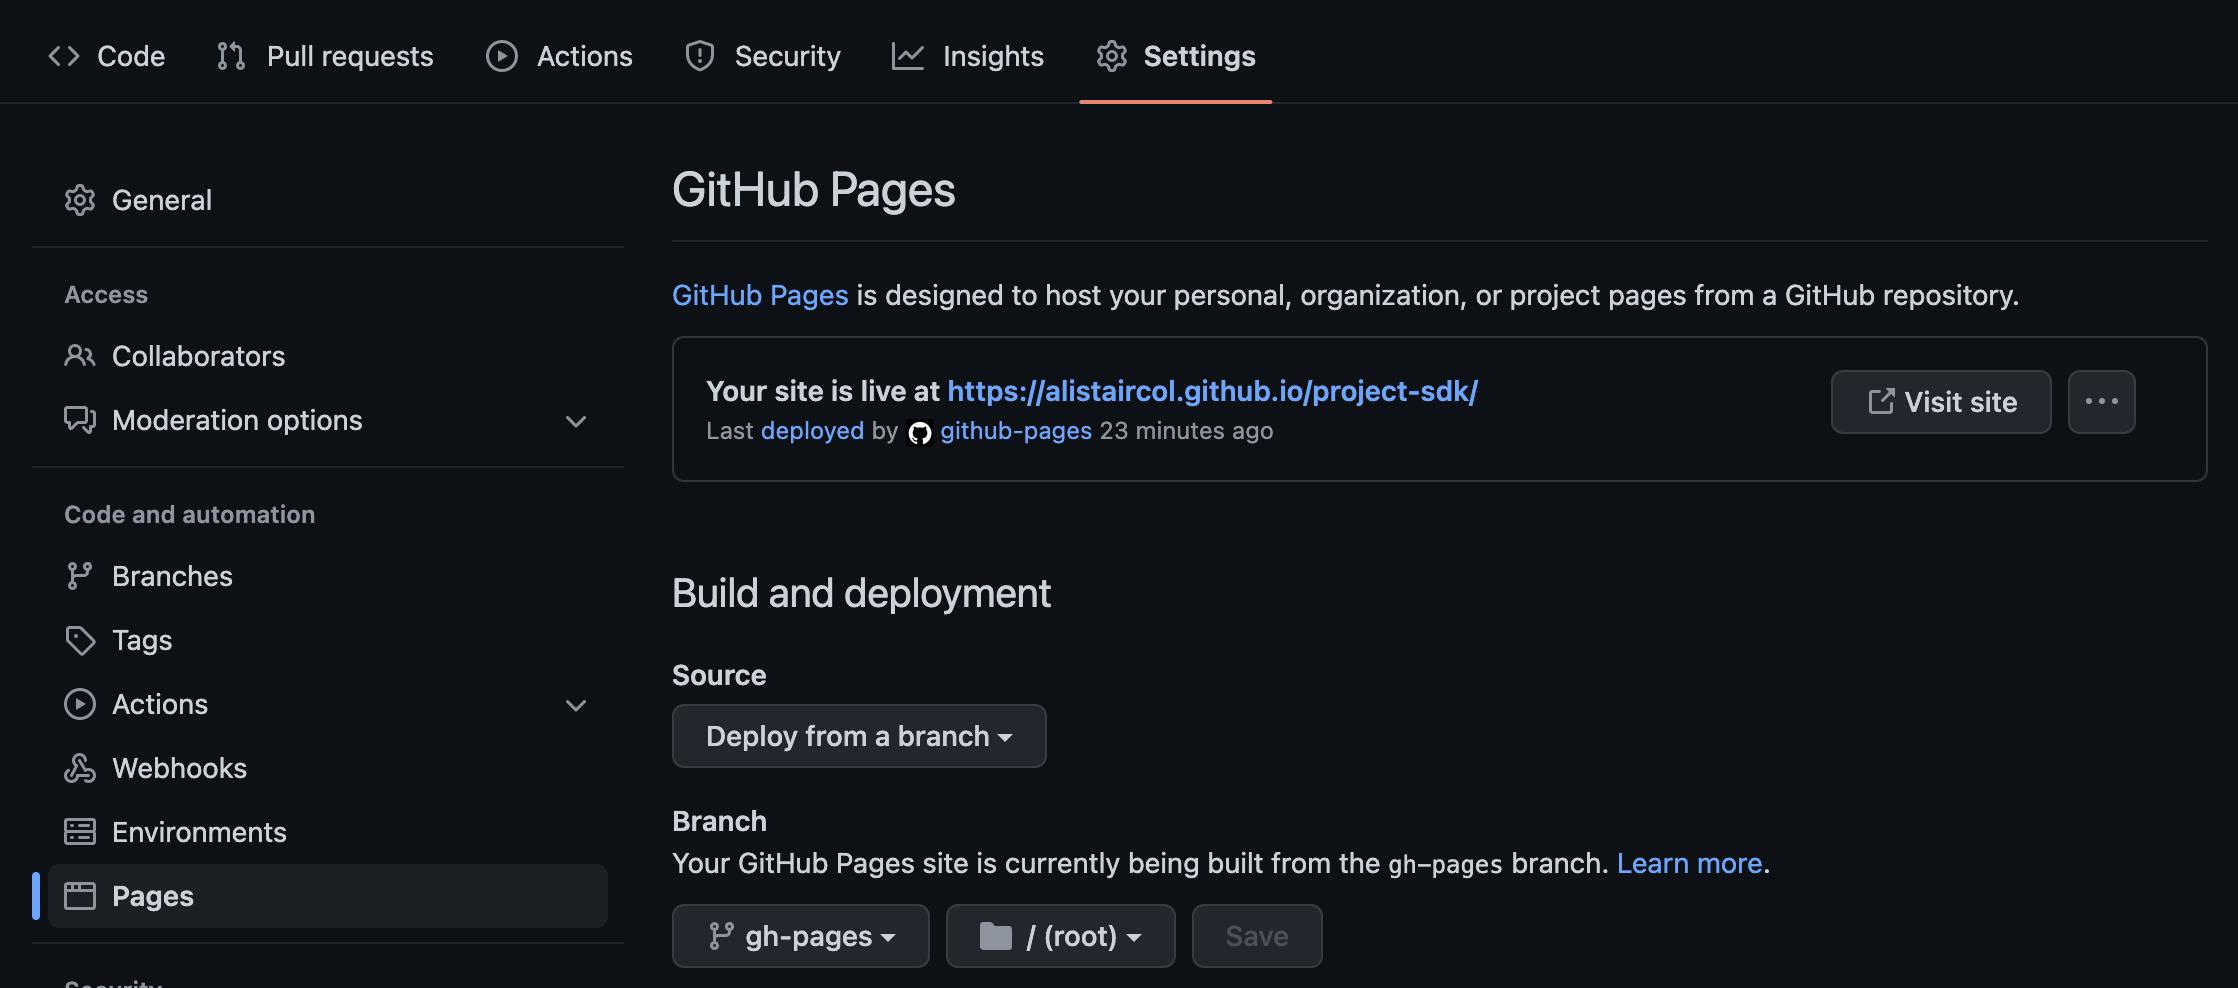 Code Pull requests Actions Security Insights Settings
General
Access
Collaborators
Moderation options
Code and automation
Branches
Tags
Actions
Webhooks
Environments
Pages
Security
GitHub Pages
GitHub Pages is designed to host your personal, organization, or project pages from a GitHub repository.
Your site is live at https://alistaircol.github.io/project-sdk/
Last deployed by github-pages 23 minutes ago
Visit site
Build and deployment
Source
Deploy from a branch
Branch
Your GitHub Pages site is currently being built from the gh-pages branch. Learn more.
gh-pages / (root) Save